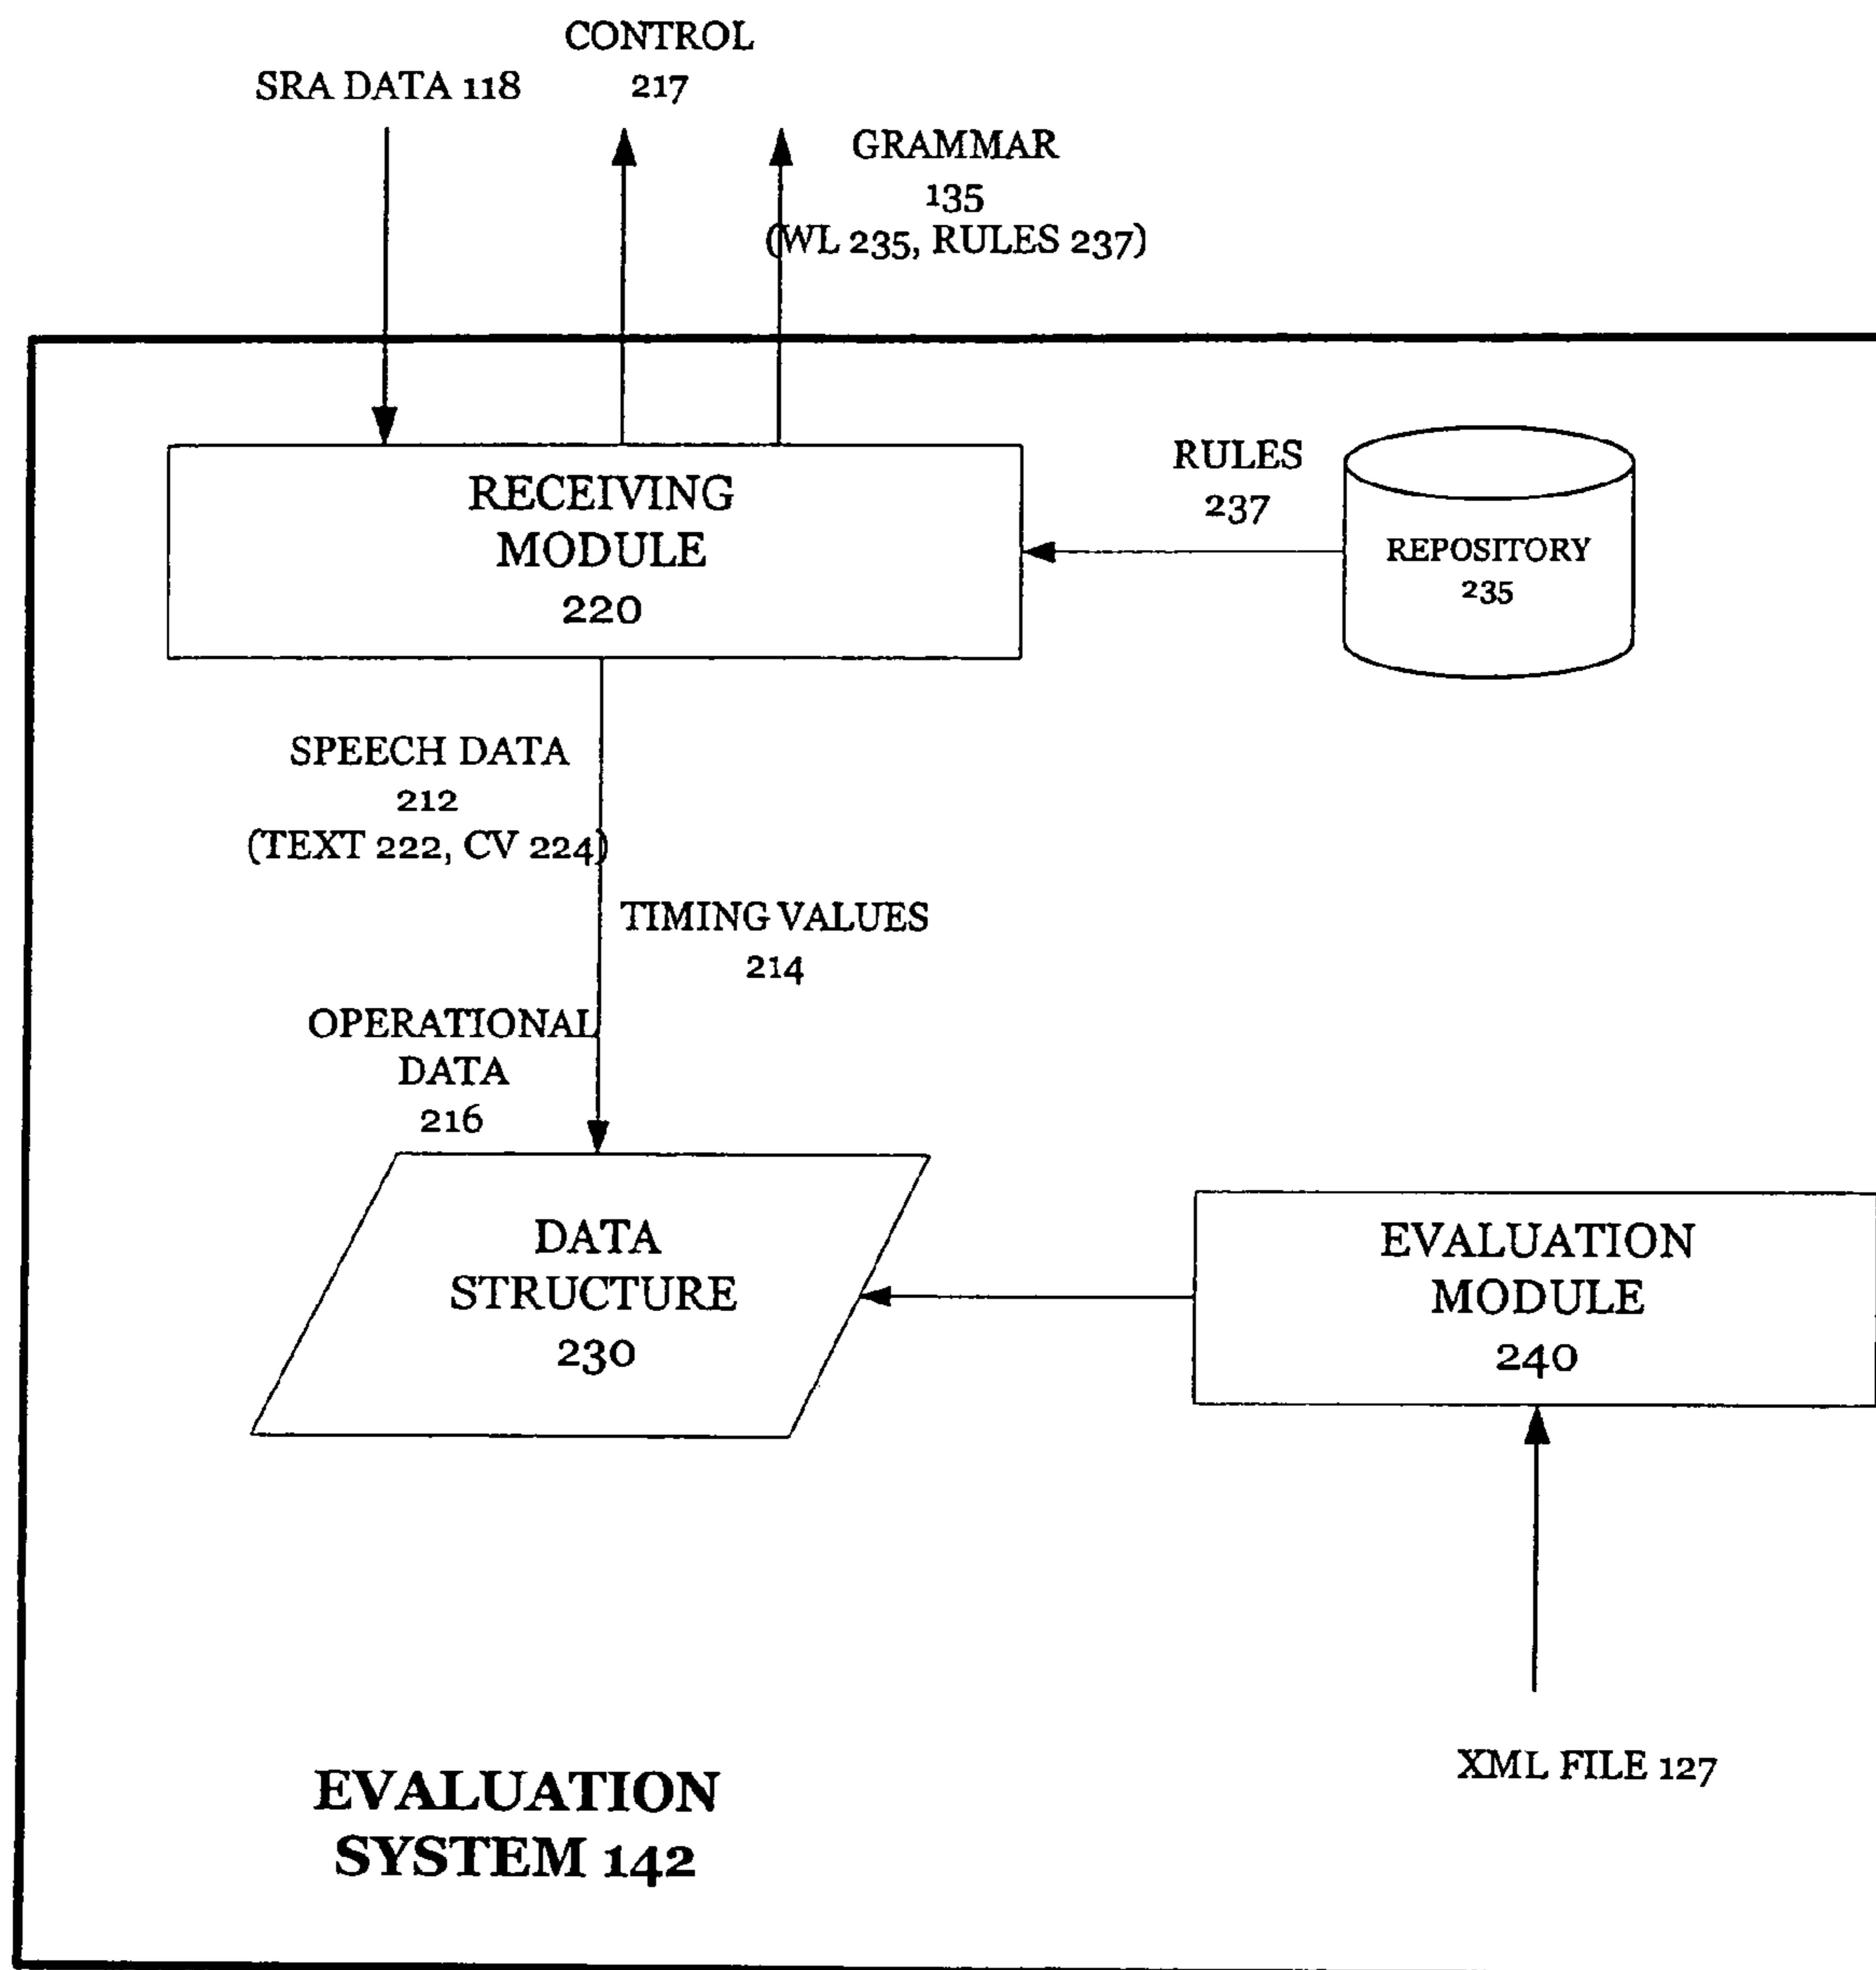 CONTROL
217
SRA DATA 118
GRAMMAR
135
(WL 235, RULES 237)
RECEIVING
MODULE
220
RULES
237
REPOSITORY
235
SPEECH DATA
212
(TEXT 222, CV 224)
TIMING VALUES
214
OPERATIONAL
DATA
216
DATA
STRUCTURE
230
EVALUATION
MODULE
240
XML FILE 127
EVALUATION
SYSTEM 142